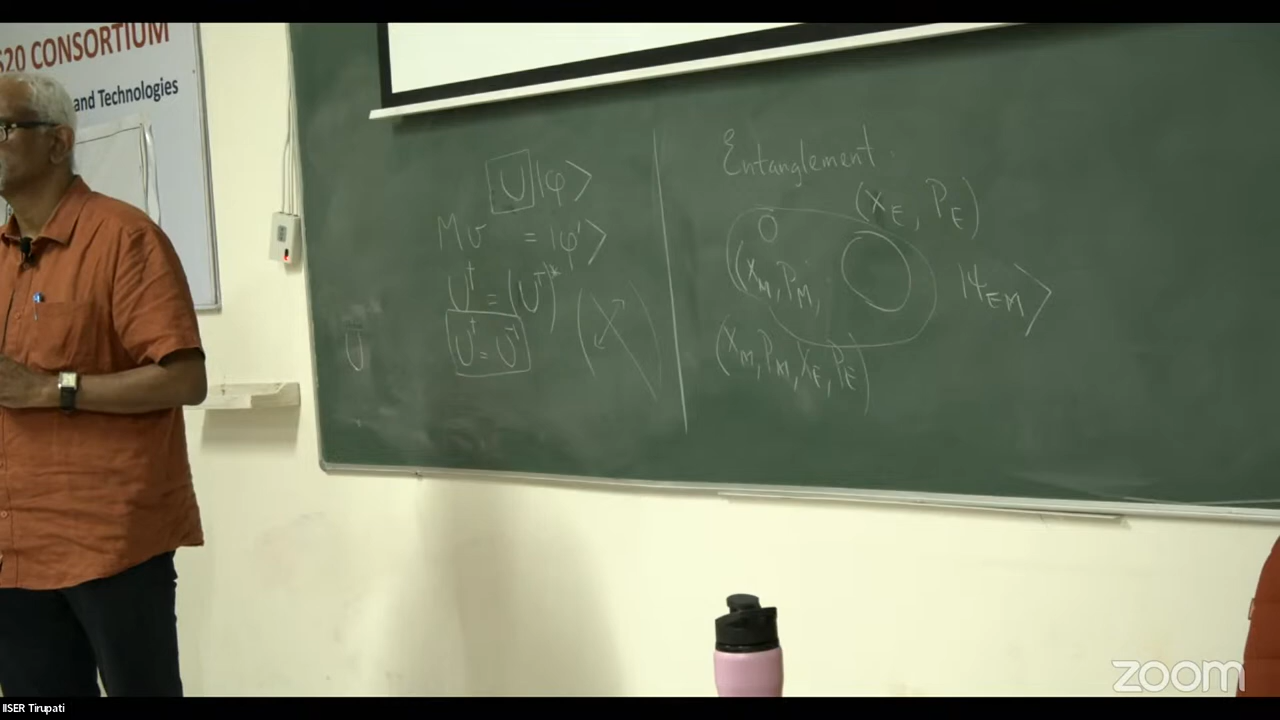 S20 CONSORTIUM
and Technologies
U|φ⟩
Mv = |φ'⟩
U† = (Uᵀ)*
U† = U⁻¹
U
Entanglement
(X_E, P_E)
(X_M, P_M,
|Ψ_EM⟩
(X_M, P_M, X_E, P_E)
zoom
IISER Tirupati